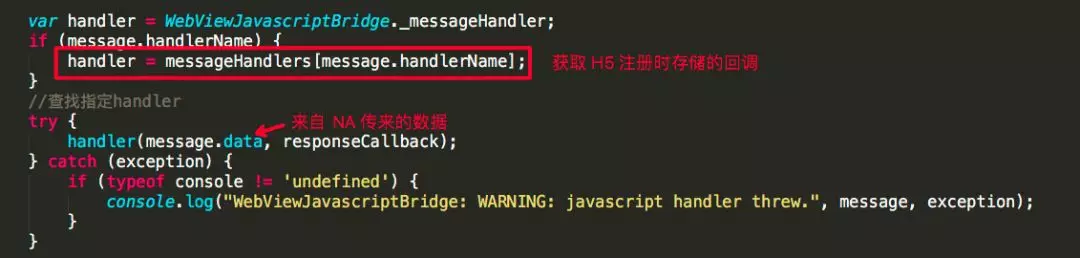 var handler = WebViewJavascriptBridge._messageHandler;
if (message.handlerName) {
handler = messageHandlers[message.handlerName]; 获取 H5 注册时存储的回调
}
//查找指定handler
try { 来自 NA 传来的数据
handler(message.data, responseCallback);
} catch (exception) {
if (typeof console != 'undefined') {
console.log("WebViewJavascriptBridge: WARNING: javascript handler threw.", message, exception);
}
}